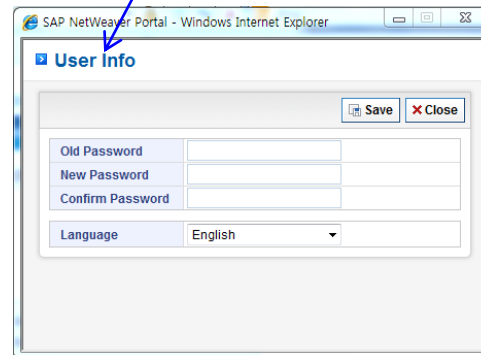 SAP NetWeaver Portal - Windows Internet Explorer
User Info
Save Close
Old Password
New Password
Confirm Password
Language English